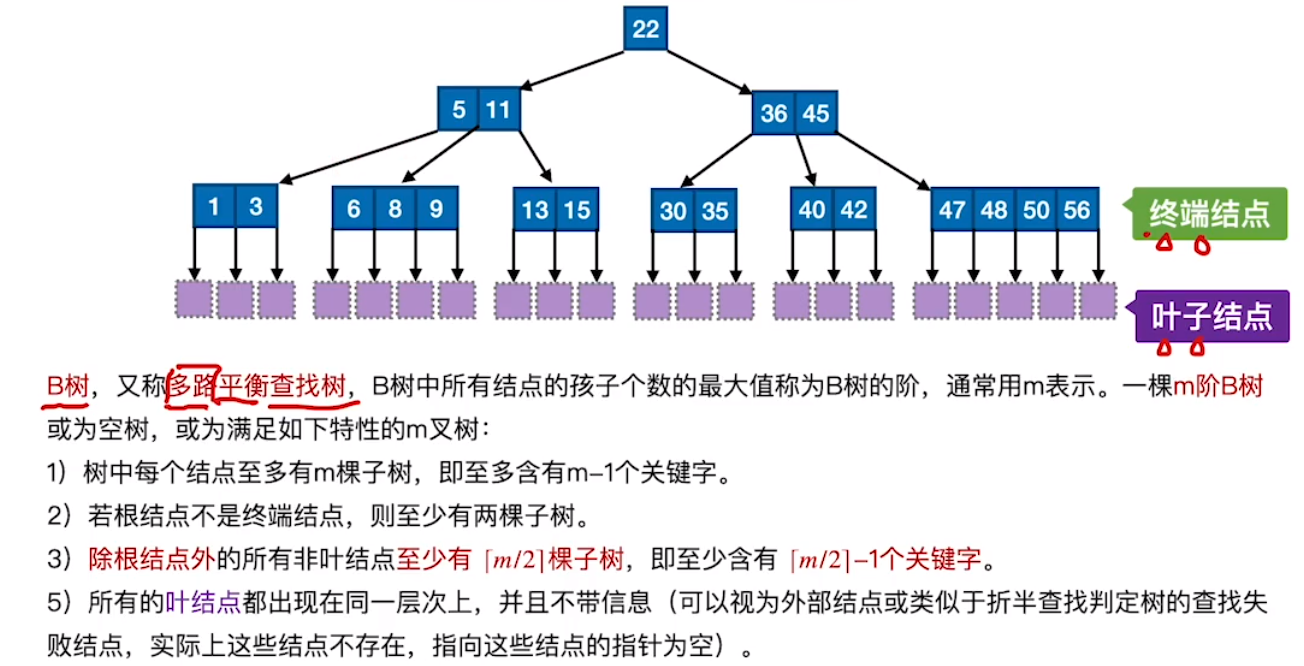 22
5 11
36 45
1 3
6 8 9
13 15
30 35
40 42
47 48 50 56
终端结点
叶子结点
B树，又称多路平衡查找树，B树中所有结点的孩子个数的最大值称为B树的阶，通常用m表示。一棵m阶B树
或为空树，或为满足如下特性的m叉树：
1）树中每个结点至多有m棵子树，即至多含有m−1个关键字。
2）若根结点不是终端结点，则至少有两棵子树。
3）除根结点外的所有非叶结点至少有 ⌈m/2⌉棵子树，即至少含有 ⌈m/2⌉−1个关键字。
5）所有的叶结点都出现在同一层次上，并且不带信息（可以视为外部结点或类似于折半查找判定树的查找失
败结点，实际上这些结点不存在，指向这些结点的指针为空）。